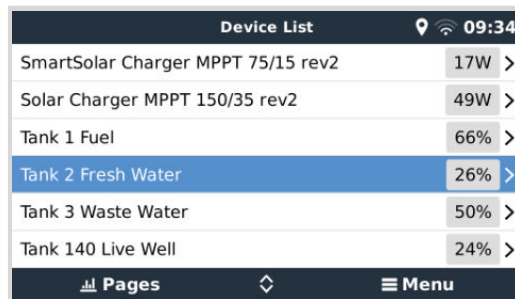 Device List 09:34
SmartSolar Charger MPPT 75/15 rev2 17W
Solar Charger MPPT 150/35 rev2 49W
Tank 1 Fuel 66%
Tank 2 Fresh Water 26%
Tank 3 Waste Water 50%
Tank 140 Live Well 24%
Pages Menu